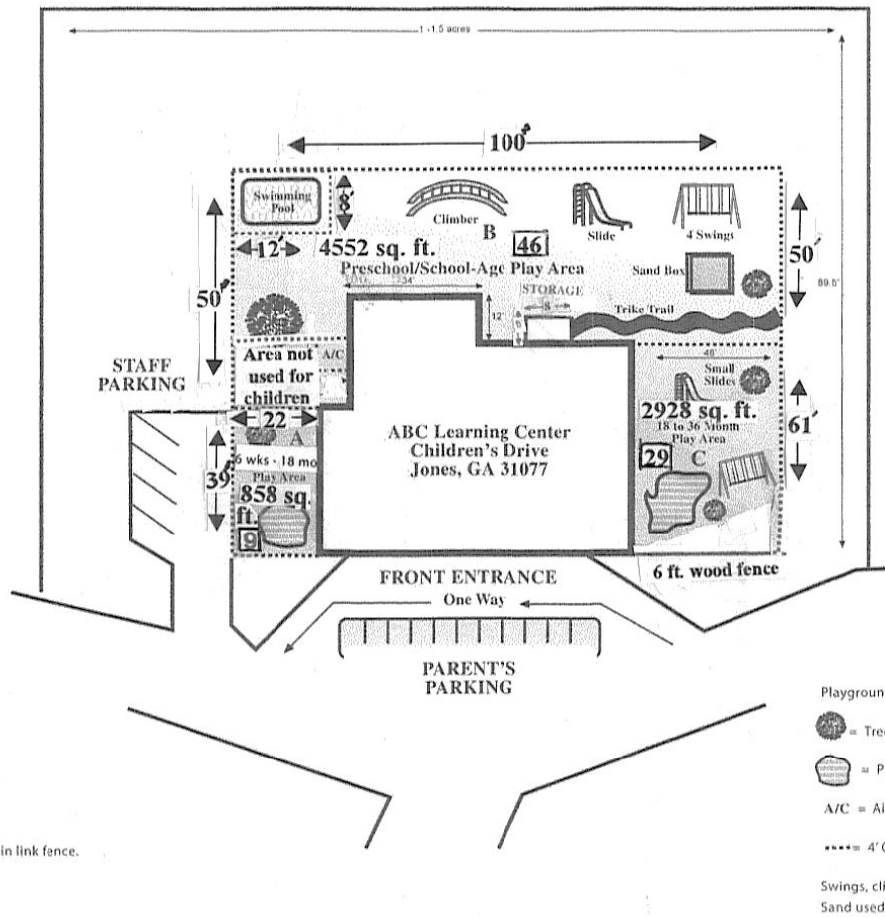 1 -1.5 acres
100'
Swimming
Pool
8'
Climber
B
46
Slide
4 Swings
12'
4552 sq. ft.
Preschool/School-Age Play Area
50'
50'
Sand Box
STORAGE
8
12'
Trike Trail
89.5'
STAFF
PARKING
Area not
used for
children
A/C
48'
Small
Slides
22
2928 sq. ft.
18 to 36 Month
Play Area
61'
A
6 wks - 18 mo
Play Area
39'
858 sq.
ft.
9
ABC Learning Center
Children's Drive
Jones, GA 31077
29
C
6 ft. wood fence
FRONT ENTRANCE
One Way
PARENT'S
PARKING
Playgroun
= Tre
= P
A/C = Ai
= 4' C
in link fence.
Swings, cli
Sand used